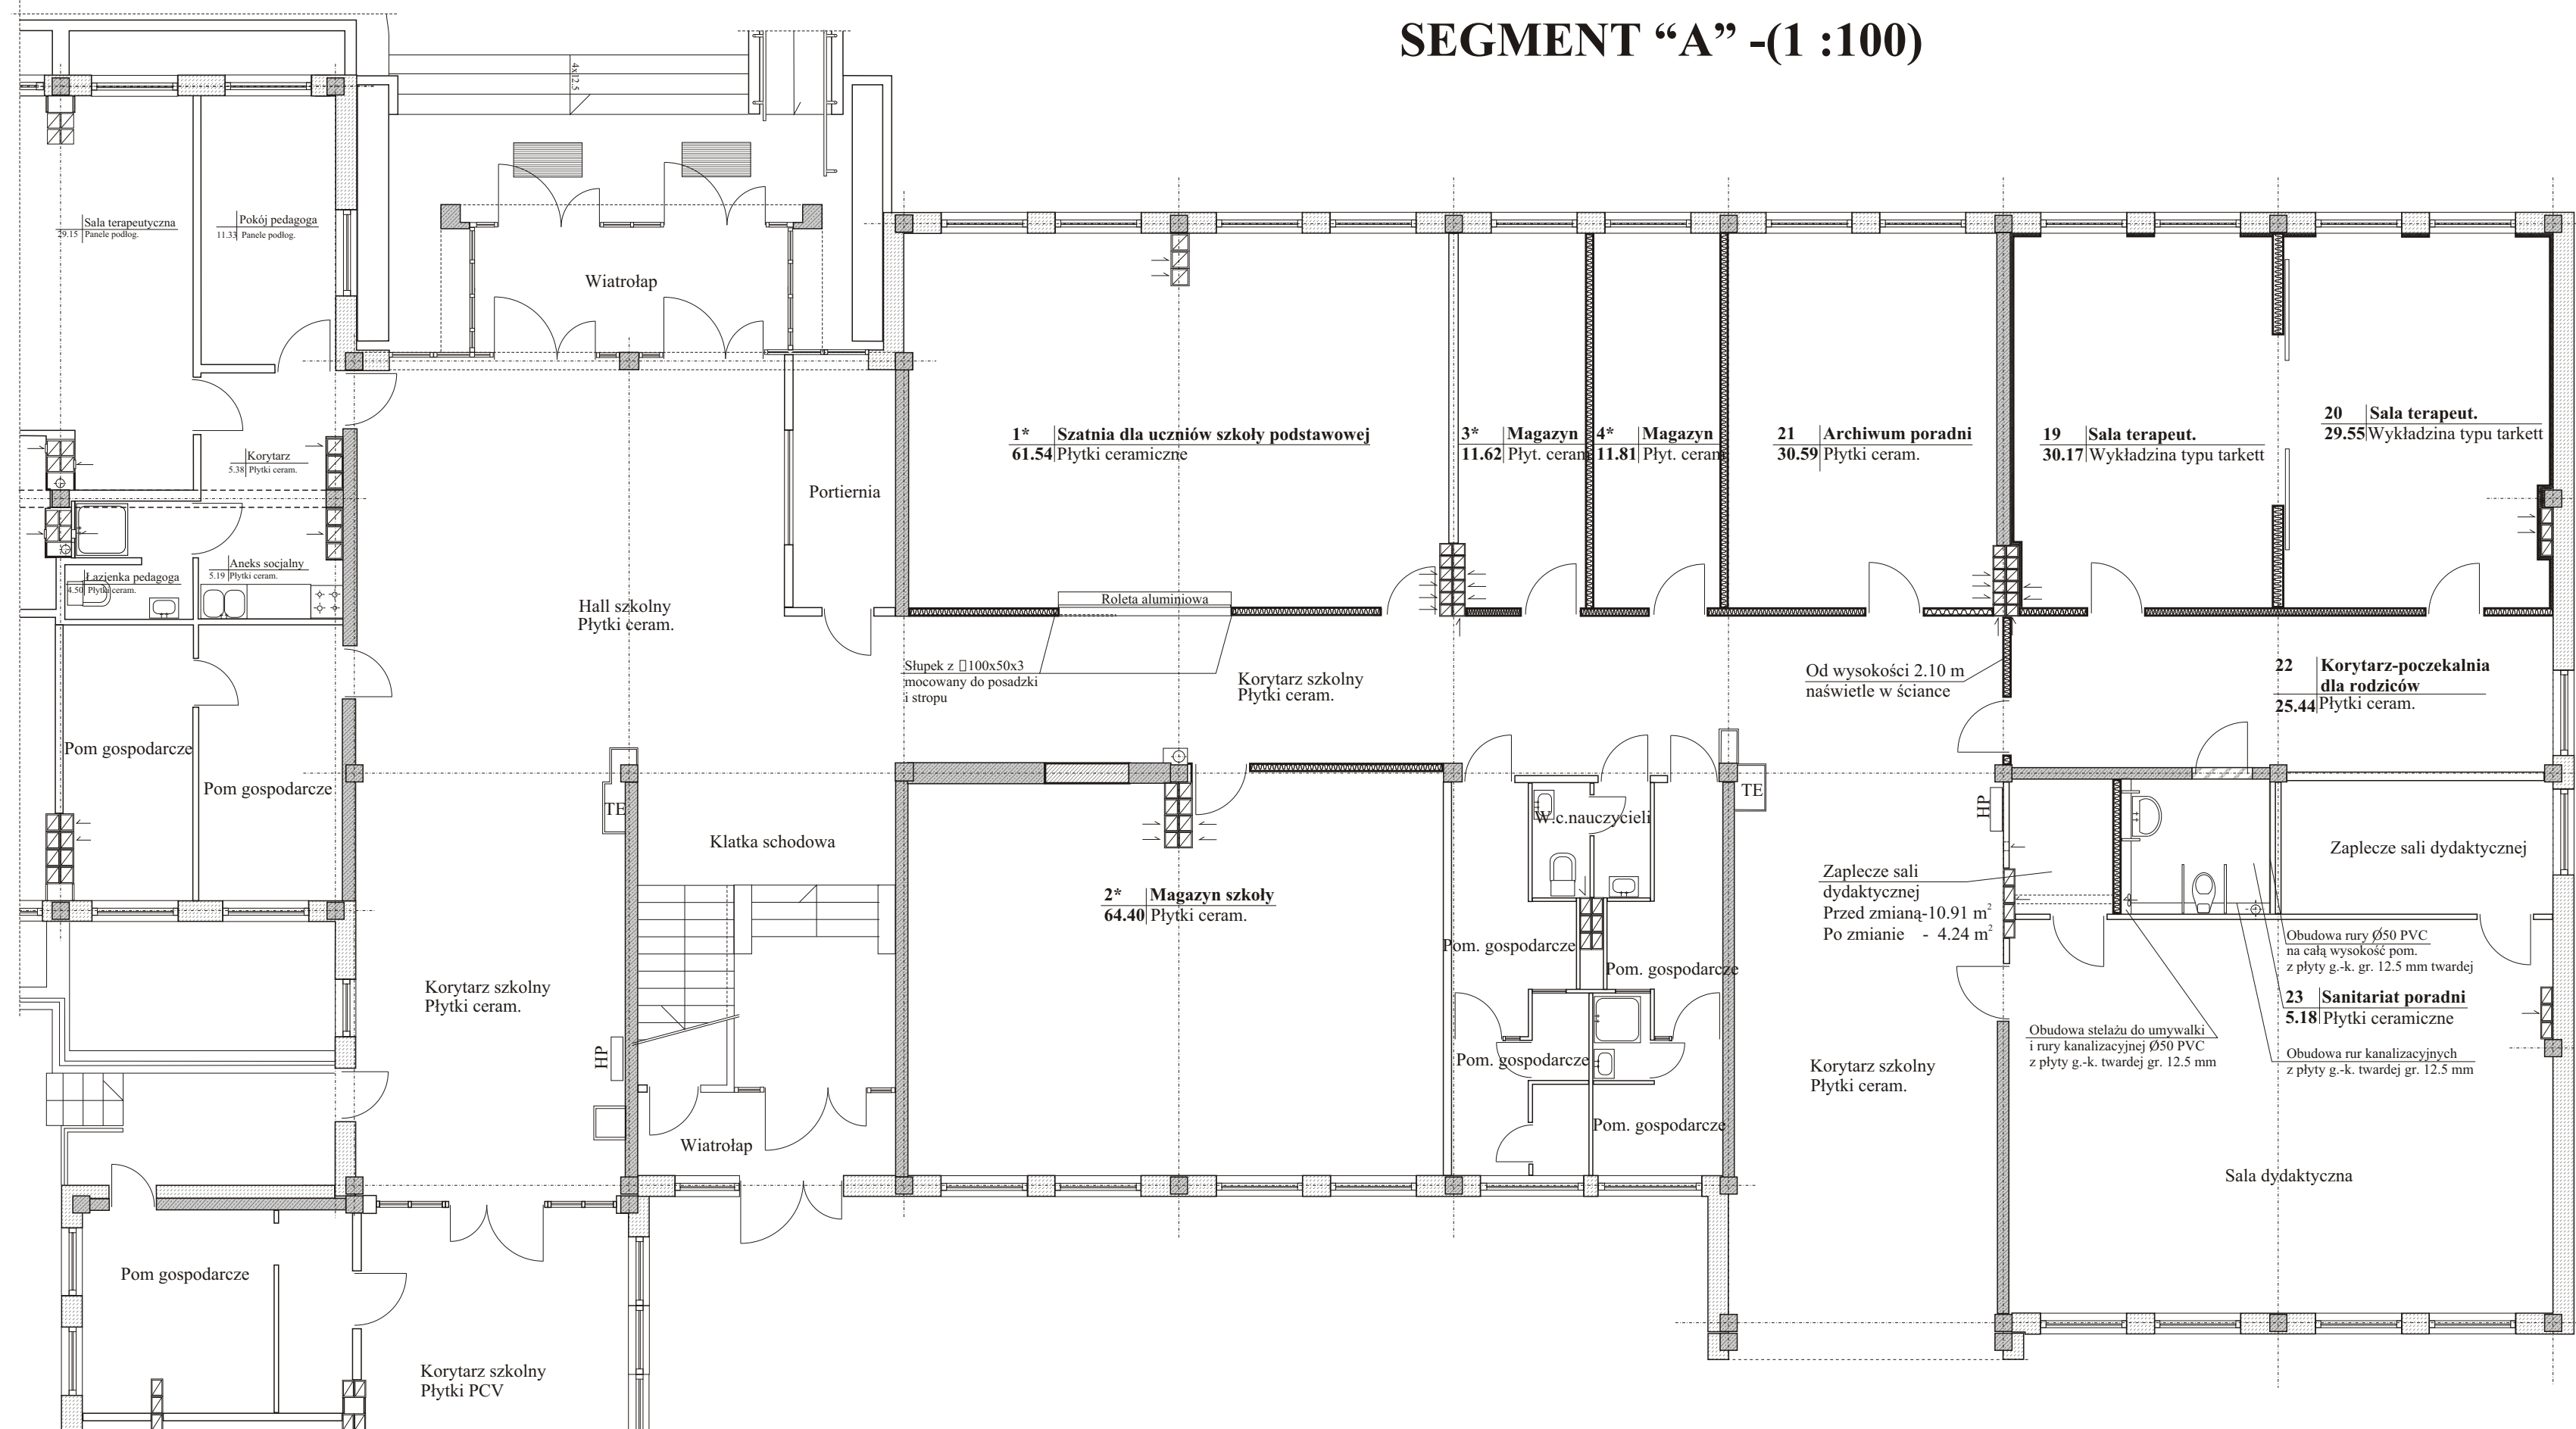 SEGMENT “A” -(1 :100)
4x12.5
Sala terapeutyczna
29.15 Panele podłog.
Pokój pedagoga
11.33 Panele podłog.
Wiatrołap
Korytarz
5.38 Płytki ceram.
Portiernia
1* Szatnia dla uczniów szkoły podstawowej
61.54 Płytki ceramiczne
3* Magazyn
11.62 Płyt. ceram
4* Magazyn
11.81 Płyt. ceram
21 Archiwum poradni
30.59 Płytki ceram.
19 Sala terapeut.
30.17 Wykładzina typu tarkett
20 Sala terapeut.
29.55 Wykładzina typu tarkett
Łazienka pedagoga
4.50 Płytki ceram.
Aneks socjalny
5.19 Płytki ceram.
Hall szkolny
Płytki ceram.
Roleta aluminiowa
Słupek z ▯100x50x3
mocowany do posadzki
i stropu
Korytarz szkolny
Płytki ceram.
Od wysokości 2.10 m
naświetle w ściance
22 Korytarz-poczekalnia
dla rodziców
25.44 Płytki ceram.
Pom gospodarcze
Pom gospodarcze
TE
Klatka schodowa
W.c.nauczycieli
TE
HP
Zaplecze sali dydaktycznej
2* Magazyn szkoły
64.40 Płytki ceram.
Zaplecze sali
dydaktycznej
Przed zmianą-10.91 m²
Po zmianie - 4.24 m²
Pom. gospodarcze
Pom. gospodarcze
Obudowa rury Ø50 PVC
na całą wysokość pom.
z płyty g.-k. gr. 12.5 mm twardej
23 Sanitariat poradni
5.18 Płytki ceramiczne
Korytarz szkolny
Płytki ceram.
HP
Obudowa stelażu do umywalki
i rury kanalizacyjnej Ø50 PVC
z płyty g.-k. twardej gr. 12.5 mm
Obudowa rur kanalizacyjnych
z płyty g.-k. twardej gr. 12.5 mm
Pom. gospodarcze
Korytarz szkolny
Płytki ceram.
Pom. gospodarcze
Wiatrołap
Sala dydaktyczna
Pom gospodarcze
Korytarz szkolny
Płytki PCV